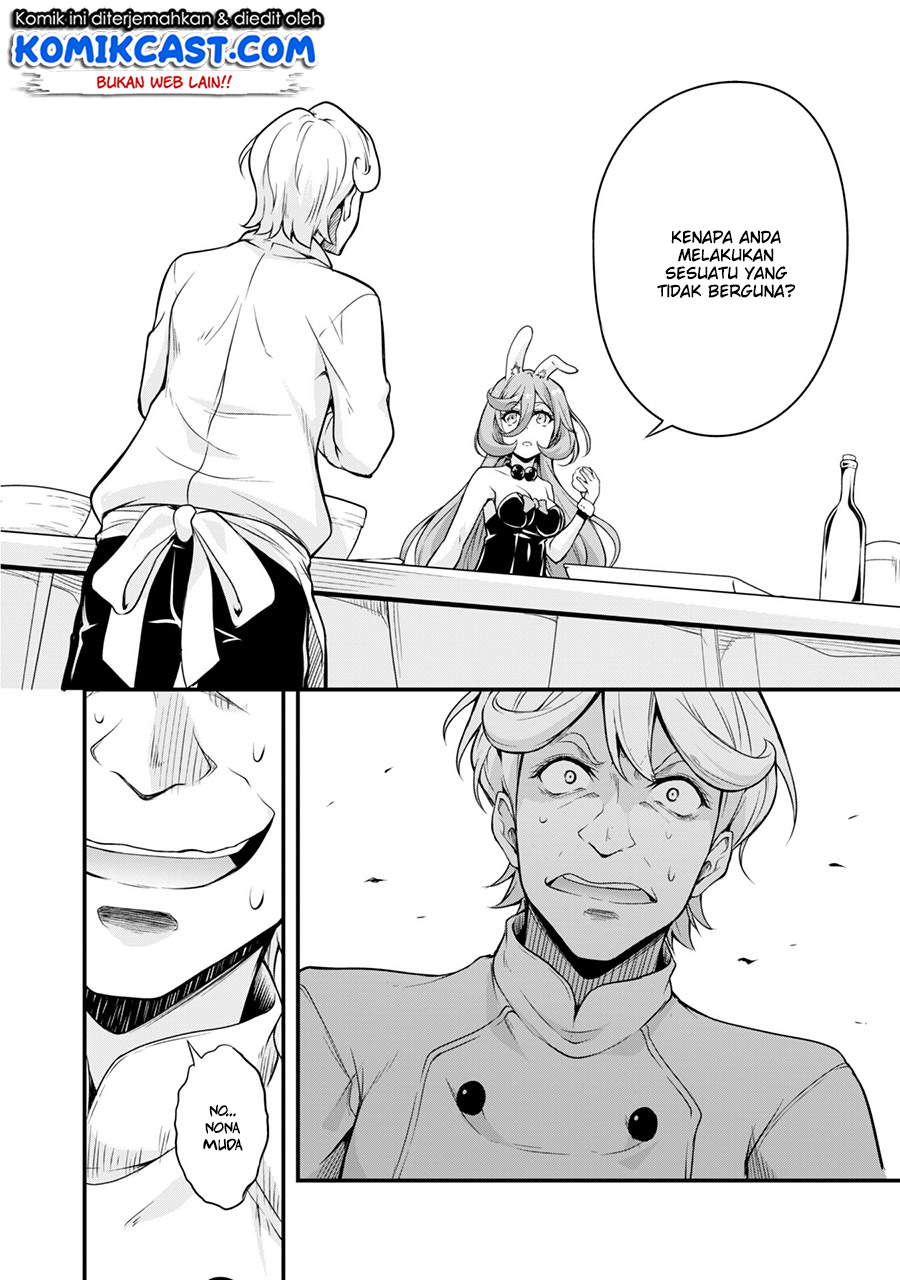 Komik ini diterjemahkan & diedit oleh
KOMIKCAST.COM
BUKAN WEB LAIN!!
KENAPA ANDA
MELAKUKAN
SESUATU YANG
TIDAK BERGUNA?
NO...
NONA
MUDA